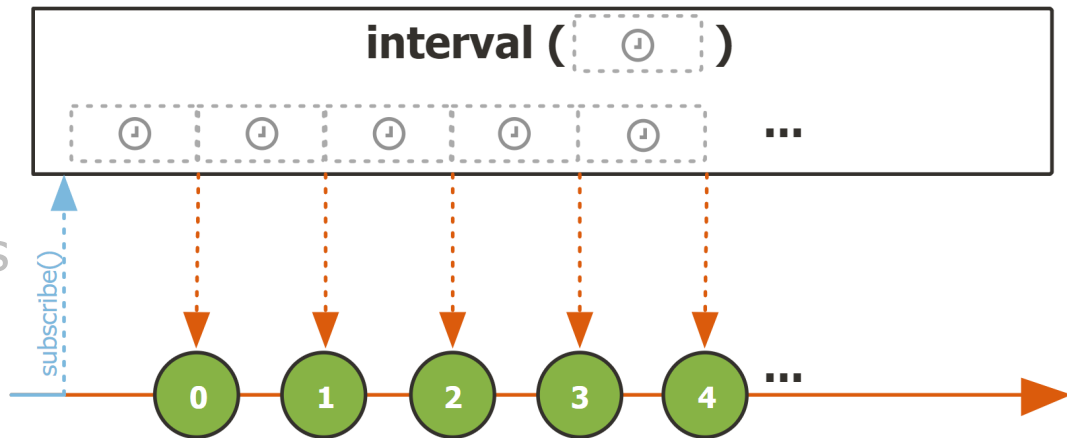 interval ( )
...
s
subscribe()
0 1 2 3 4 ...